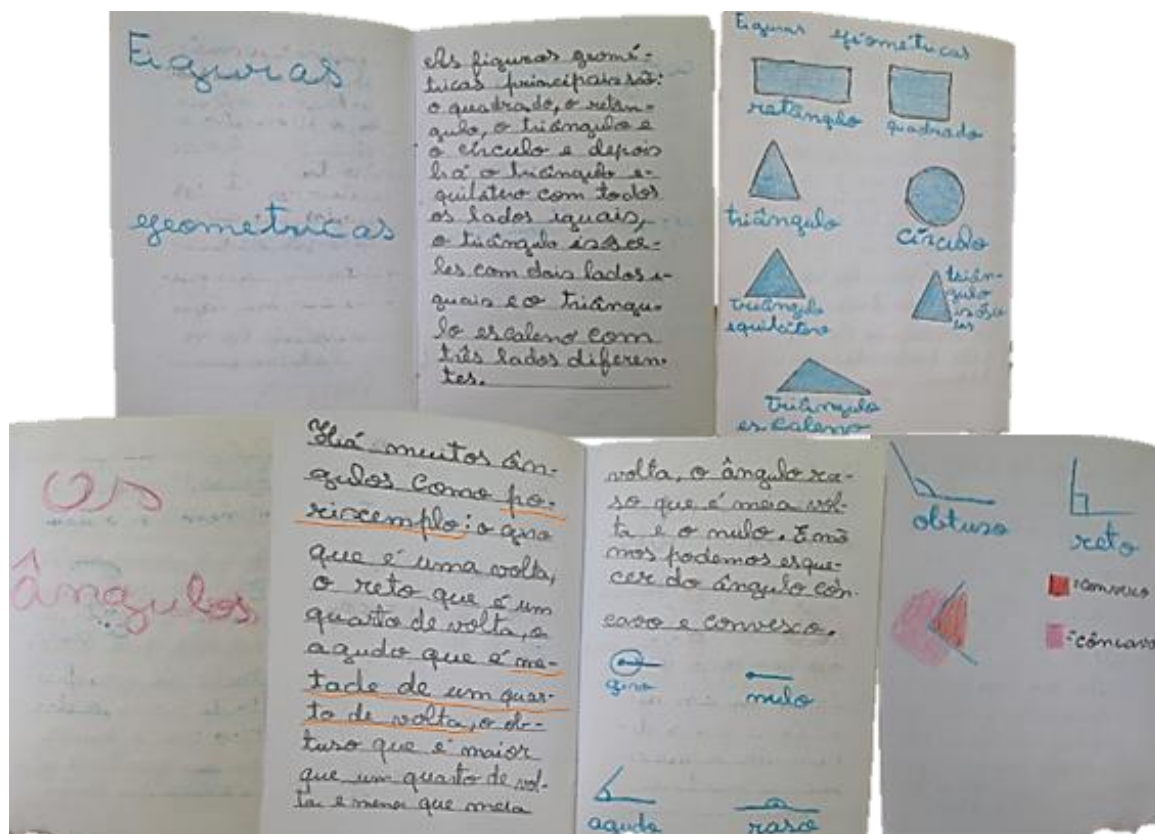 Figuras
geométricas
As figuras geomé-
tricas principais são:
o quadrado, o retân-
gulo, o triângulo e
o círculo e depois
há o triângulo e-
quilátero com todos
os lados iguais,
o triângulo isósce-
les com dois lados i-
guais e o triângu-
lo escaleno com
três lados diferen-
tes.
Figuras geométricas
retângulo
quadrado
triângulo
círculo
triângulo
equilátero
triân-
gulo
isósce-
les
triângulo
escaleno
os
ângulos
Há muitos ân-
gulos como po-
rixemplo: o giro
que é uma volta,
o reto que é um
quarto de volta, o
agudo que é me-
tade de um quar-
to de volta, o ob-
tuso que é maior
que um quarto de vol-
ta e menor que meia
volta, o ângulo ra-
so que é meia vol-
ta e o nulo. E nã
mos podemos esque-
cer do ângulo côn-
cavo e convesco.
giro
nulo
agudo
raso
obtuso
reto
=convexo
=côncavo